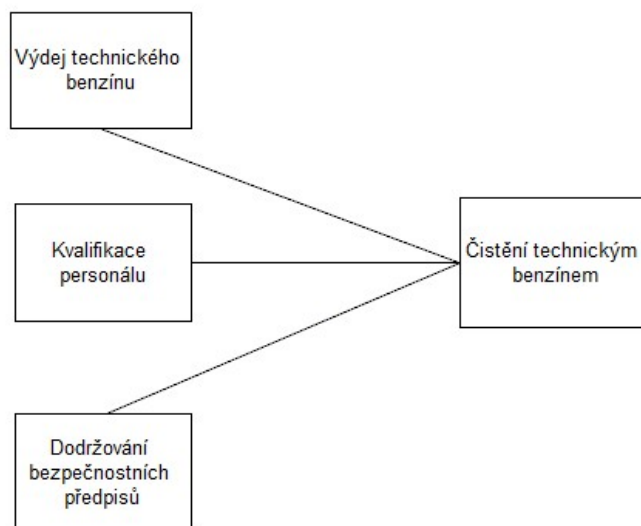 Výdej technického
benzínu
Kvalifikace
personálu
Čistění technickým
benzínem
Dodržování
bezpečnostních
předpisů